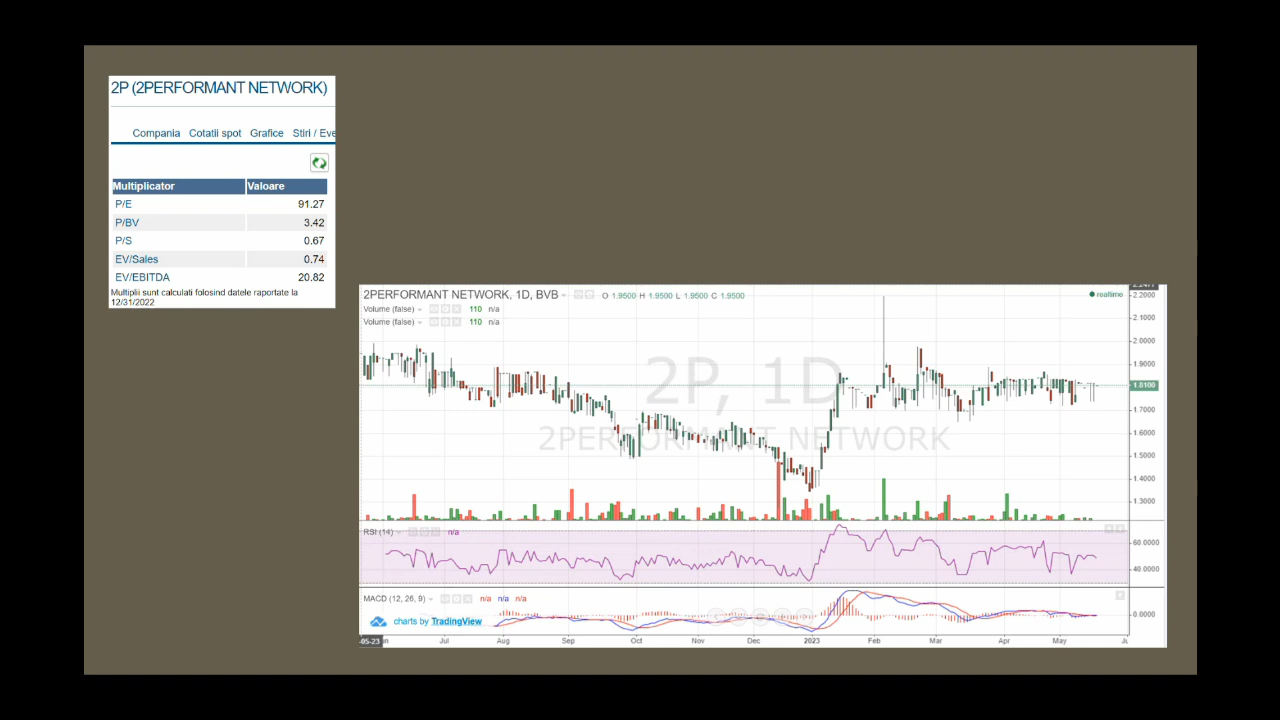 2P (2PERFORMANT NETWORK)
Compania Cotatii spot Grafice Stiri / Eve
Multiplicator Valoare
P/E 91.27
P/BV 3.42
P/S 0.67
EV/Sales 0.74
EV/EBITDA 20.82
Multiplii sunt calculati folosind datele raportate la
12/31/2022
2PERFORMANT NETWORK, 1D, BVB O 1.9500 H 1.9500 L 1.9500 C 1.9500
realtime
Volume (false) 110 n/a
Volume (false) 110 n/a
2P, 1D
2PERFORMANT NETWORK
2.2000
2.1000
2.0000
1.9000
1.8100
1.7000
1.6000
1.5000
1.4000
1.3000
RSI (14) n/a
60.0000
40.0000
MACD (12, 26, 9) n/a n/a n/a
0.0000
charts by TradingView
-05-23 Jul Aug Sep Oct Nov Dec 2023 Feb Mar Apr May